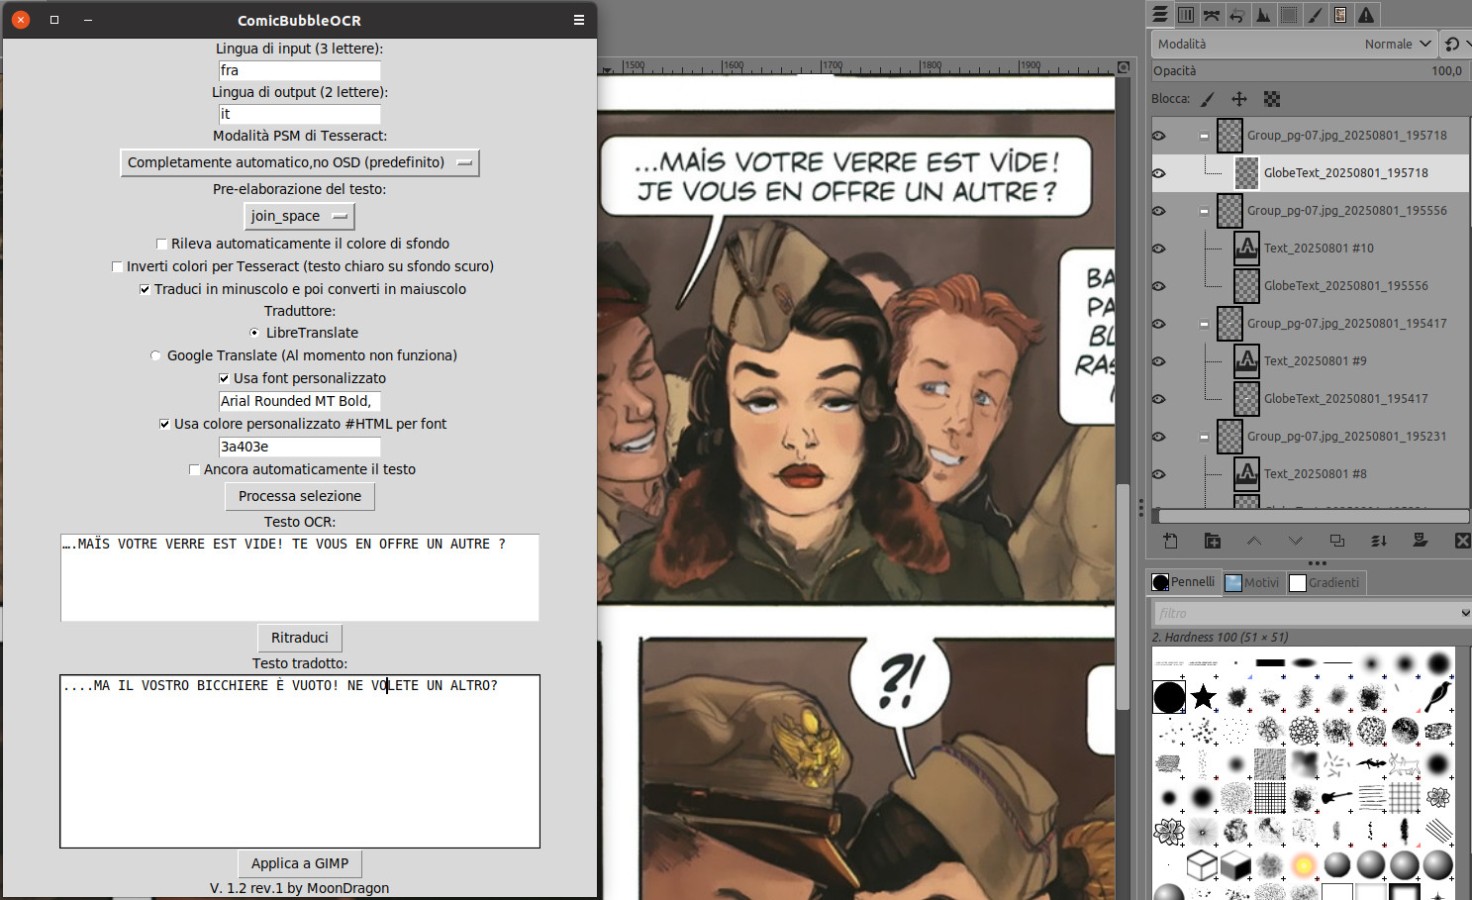 ComicBubbleOCR
Lingua di input (3 lettere):
fra
Lingua di output (2 lettere):
it
Modalità PSM di Tesseract:
Completamente automatico,no OSD (predefinito)
Pre-elaborazione del testo:
join_space
Rileva automaticamente il colore di sfondo
Inverti colori per Tesseract (testo chiaro su sfondo scuro)
Traduci in minuscolo e poi converti in maiuscolo
Traduttore:
LibreTranslate
Google Translate (Al momento non funziona)
Usa font personalizzato
Arial Rounded MT Bold,
Usa colore personalizzato #HTML per font
3a403e
Ancora automaticamente il testo
Processa selezione
Testo OCR:
….MAÏS VOTRE VERRE EST VIDE! TE VOUS EN OFFRE UN AUTRE ?
Ritraduci
Testo tradotto:
....MA IL VOSTRO BICCHIERE È VUOTO! NE VOLETE UN ALTRO?
Applica a GIMP
V. 1.2 rev.1 by MoonDragon
1500 1600 1700 1800 1900
...MAIS VOTRE VERRE EST VIDE!
JE VOUS EN OFFRE UN AUTRE?
BA
PA
BL
RAS
?!
Modalità Normale
Opacità 100,0
Blocca:
Group_pg-07.jpg_20250801_195718
GlobeText_20250801_195718
Group_pg-07.jpg_20250801_195556
Text_20250801 #10
GlobeText_20250801_195556
Group_pg-07.jpg_20250801_195417
Text_20250801 #9
GlobeText_20250801_195417
Group_pg-07.jpg_20250801_195231
Text_20250801 #8
Pennelli Motivi Gradienti
filtro
2. Hardness 100 (51 × 51)